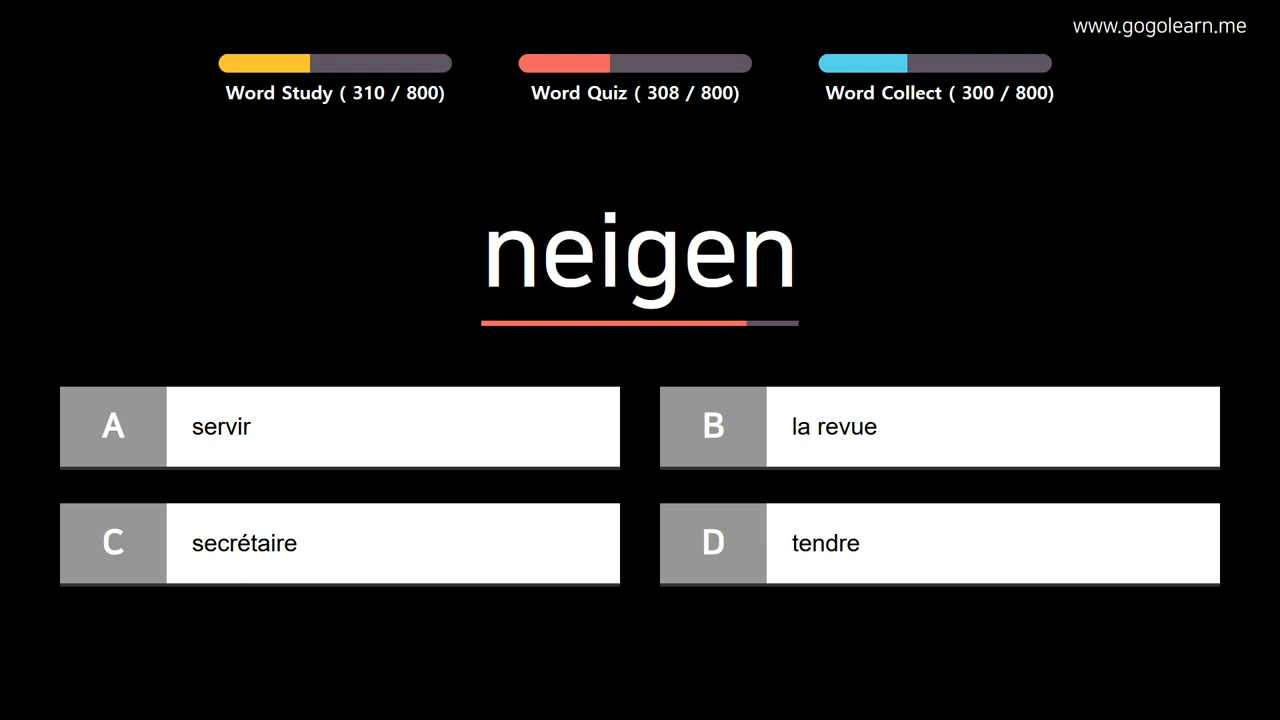 www.gogolearn.me
Word Study ( 310 / 800)
Word Quiz ( 308 / 800)
Word Collect ( 300 / 800)
neigen
A servir
B la revue
C secrétaire
D tendre